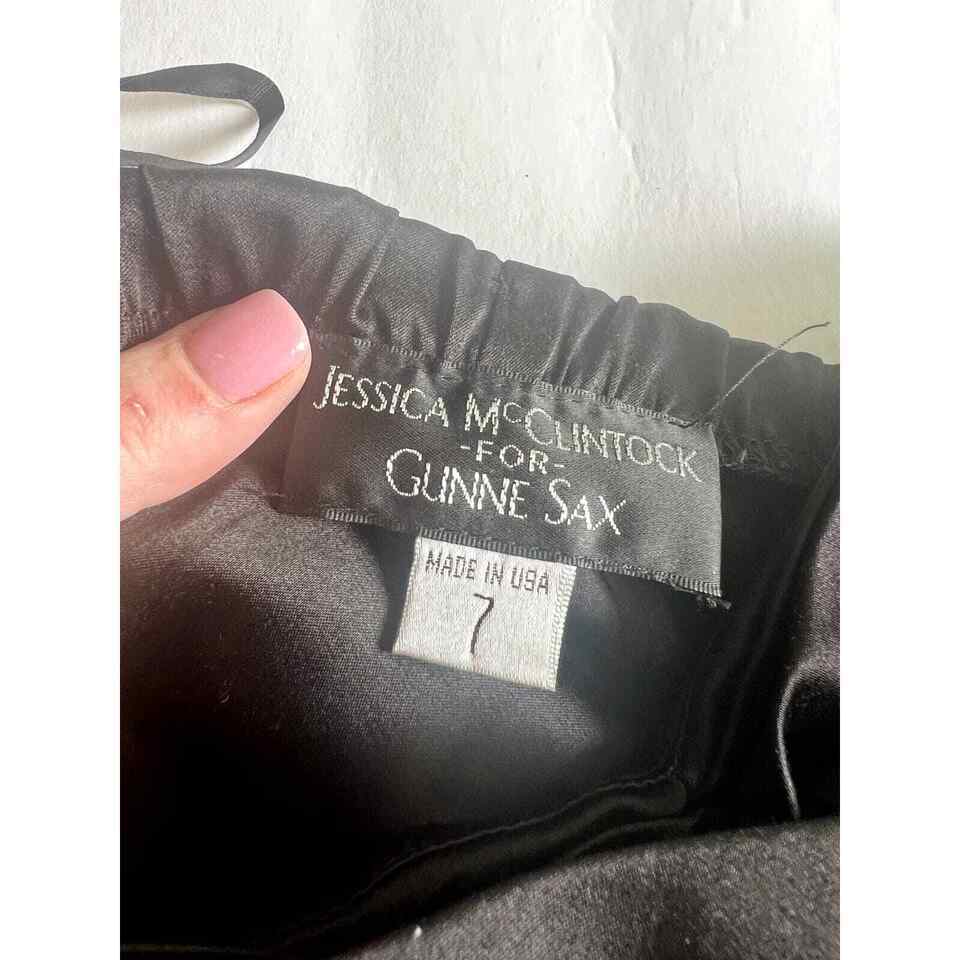 JESSICA McCLINTOCK
-FOR-
GUNNE SAX
MADE IN USA
7